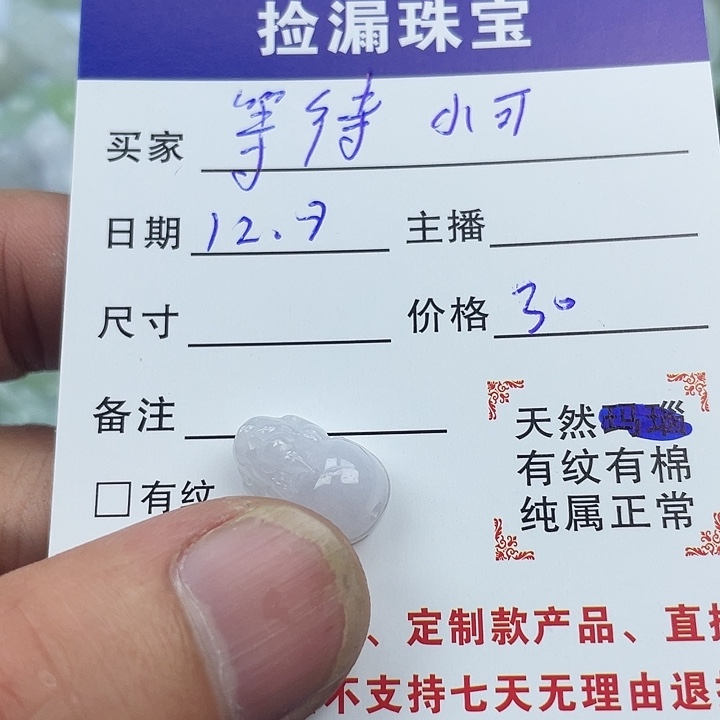 捡漏珠宝
买家 等待 小可
日期 12.7 主播
尺寸 价格 30
备注
天然
有纹有棉
纯属正常
□有纹
、定制款产品、直播
不支持七天无理由退